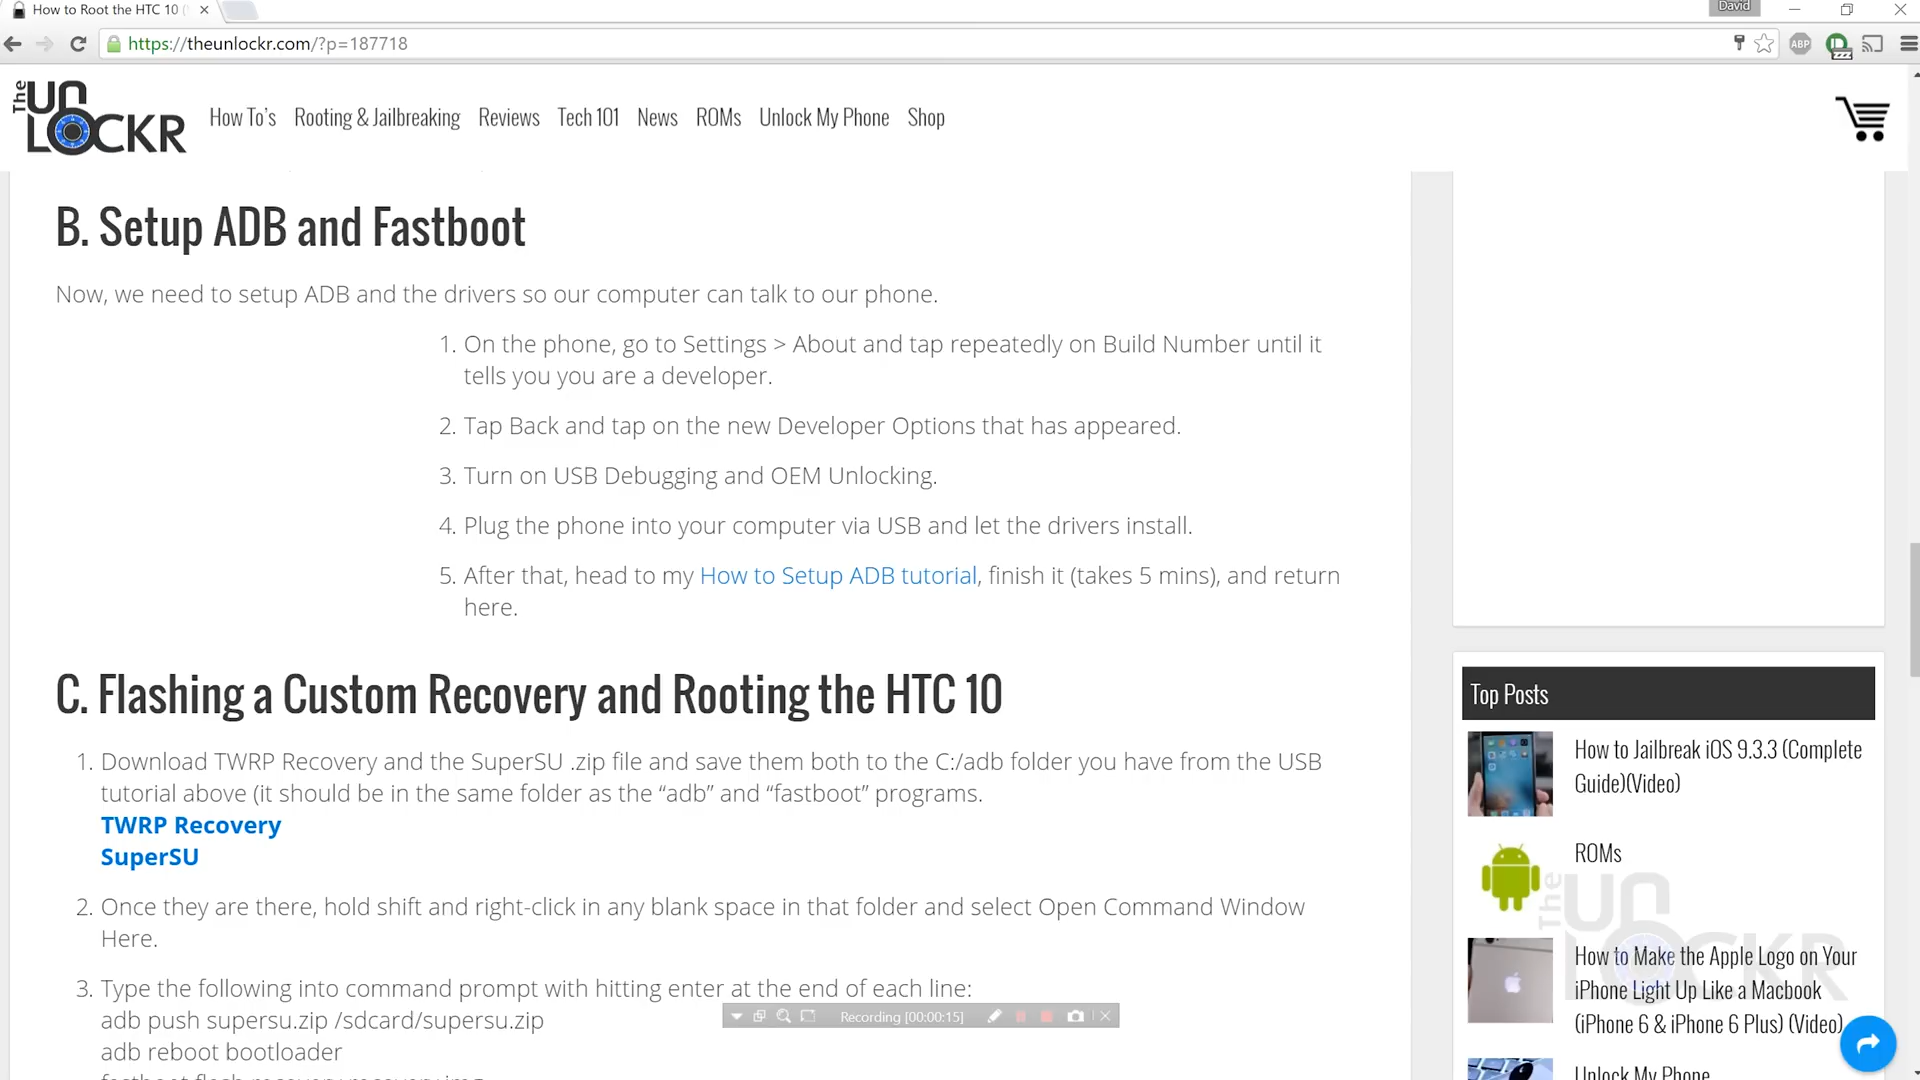 How to Root the HTC 10 (
David
https://theunlockr.com/?p=187718
ABP
The UNLOCKR
How To's
Rooting & Jailbreaking
Reviews
Tech 101
News
ROMs
Unlock My Phone
Shop
B. Setup ADB and Fastboot
Now, we need to setup ADB and the drivers so our computer can talk to our phone.
1. On the phone, go to Settings > About and tap repeatedly on Build Number until it
tells you you are a developer.
2. Tap Back and tap on the new Developer Options that has appeared.
3. Turn on USB Debugging and OEM Unlocking.
4. Plug the phone into your computer via USB and let the drivers install.
5. After that, head to my How to Setup ADB tutorial, finish it (takes 5 mins), and return
here.
C. Flashing a Custom Recovery and Rooting the HTC 10
1. Download TWRP Recovery and the SuperSU .zip file and save them both to the C:/adb folder you have from the USB
tutorial above (it should be in the same folder as the “adb” and “fastboot” programs.
TWRP Recovery
SuperSU
2. Once they are there, hold shift and right-click in any blank space in that folder and select Open Command Window
Here.
3. Type the following into command prompt with hitting enter at the end of each line:
adb push supersu.zip /sdcard/supersu.zip
adb reboot bootloader
fastboot flash recovery recovery.img
Recording [00:00:15]
Top Posts
How to Jailbreak iOS 9.3.3 (Complete
Guide)(Video)
ROMs
How to Make the Apple Logo on Your
iPhone Light Up Like a Macbook
(iPhone 6 & iPhone 6 Plus) (Video)
Unlock My Phone
The UNLOCKR